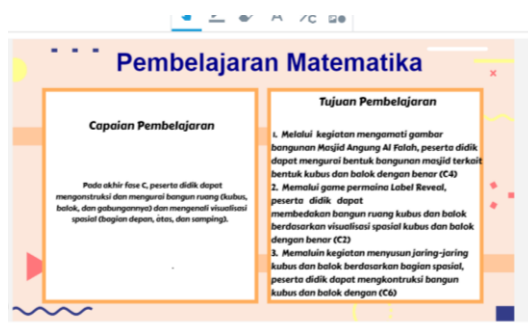 Pembelajaran Matematika
Capaian Pembelajaran
Pada akhir fase C, peserta didik dapat
mengonstruksi dan mengurai bangun ruang (kubus,
balok, dan gabungannya) dan mengenali visualisasi
spasial (bagian depan, atas, dan samping).
Tujuan Pembelajaran
1. Melalui kegiatan mengamati gambar
bangunan Masjid Angung Al Falah, peserta didik
dapat mengurai bentuk bangunan masjid terkait
bentuk kubus dan balok dengan benar (C4)
2. Memalui game permaina Label Reveal,
peserta didik dapat
membedakan bangun ruang kubus dan balok
berdasarkan visualisasi spasial kubus dan balok
dengan benar (C2)
3. Memaluin kegiatan menyusun jaring-jaring
kubus dan balok berdasarkan bagian spasial,
peserta didik dapat mengkontruksi bangun
kubus dan balok dengan (C6)